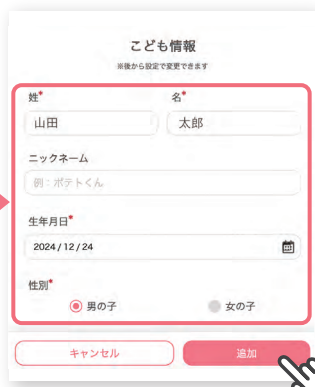 こども情報
※後から設定で変更できます
姓* 名*
山田 太郎
ニックネーム
例：ポテトくん
生年月日*
2024/12/24
性別*
男の子 女の子
キャンセル 追加